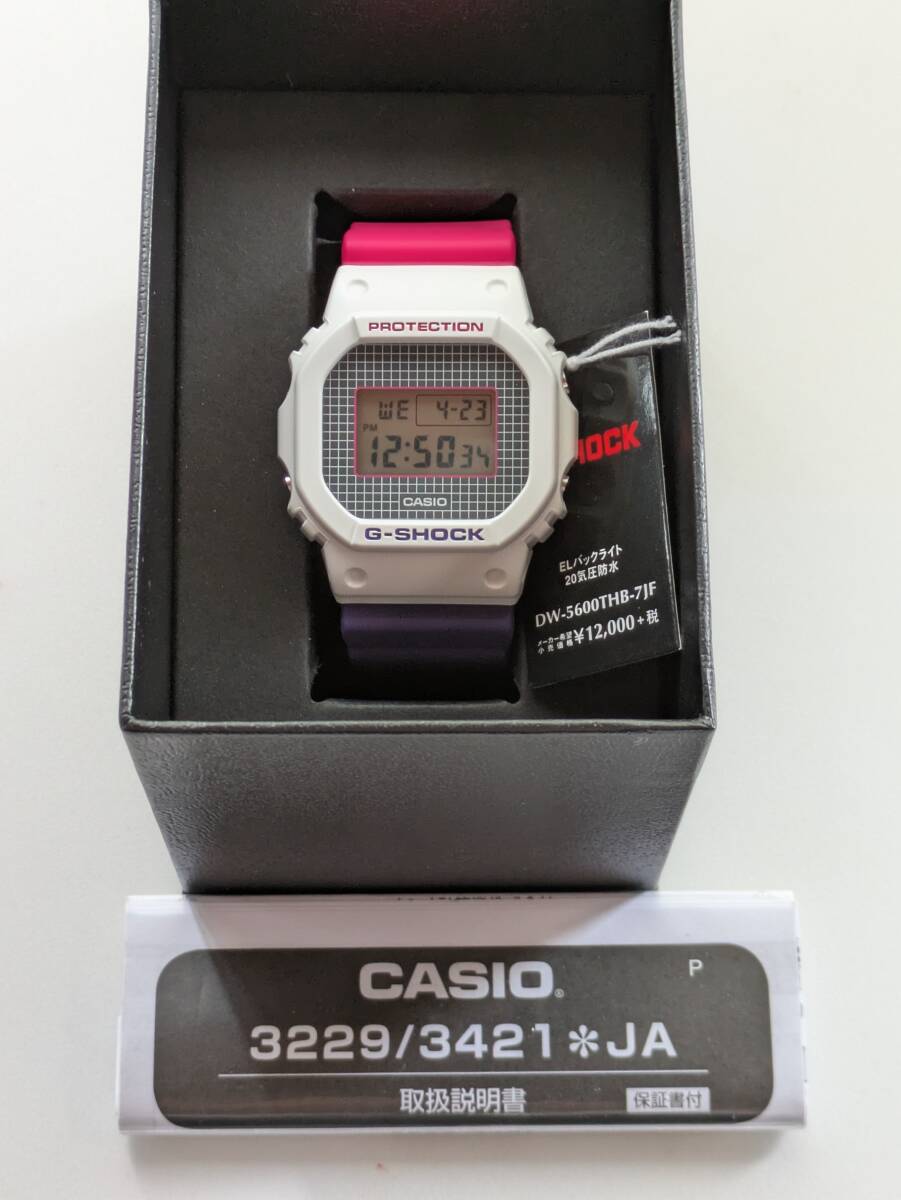 PROTECTION
WE 4-23
PM
12:50 34
CASIO
G-SHOCK
HOCK
ELバックライト
20気圧防水
DW-5600THB-7JF
メーカー希望小売価格¥12,000+税
CASIO®
P
3229/3421*JA
取扱説明書
保証書付